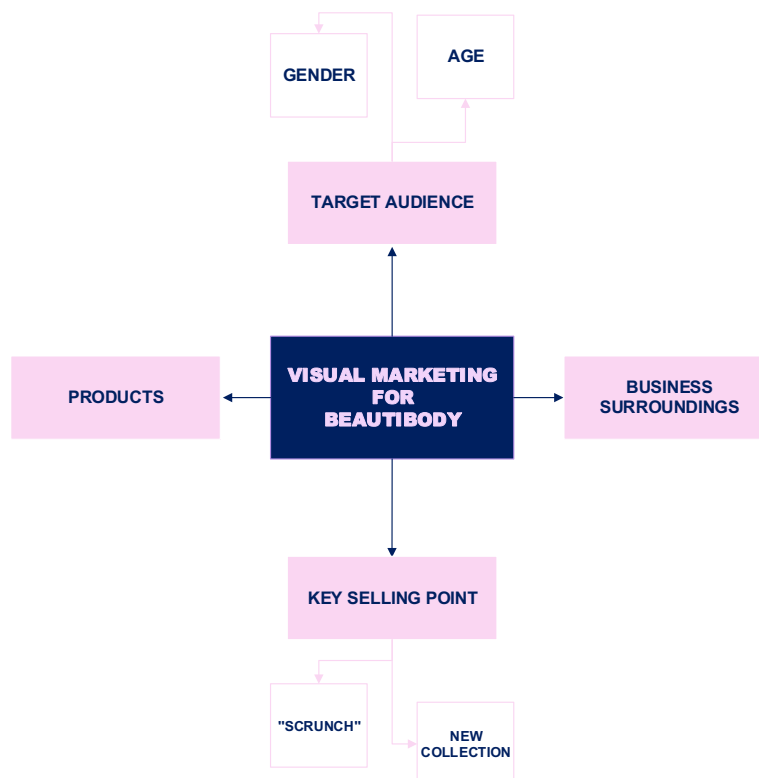 GENDER
AGE
TARGET AUDIENCE
PRODUCTS
VISUAL MARKETING
FOR
BEAUTIBODY
BUSINESS
SURROUNDINGS
KEY SELLING POINT
"SCRUNCH"
NEW
COLLECTION